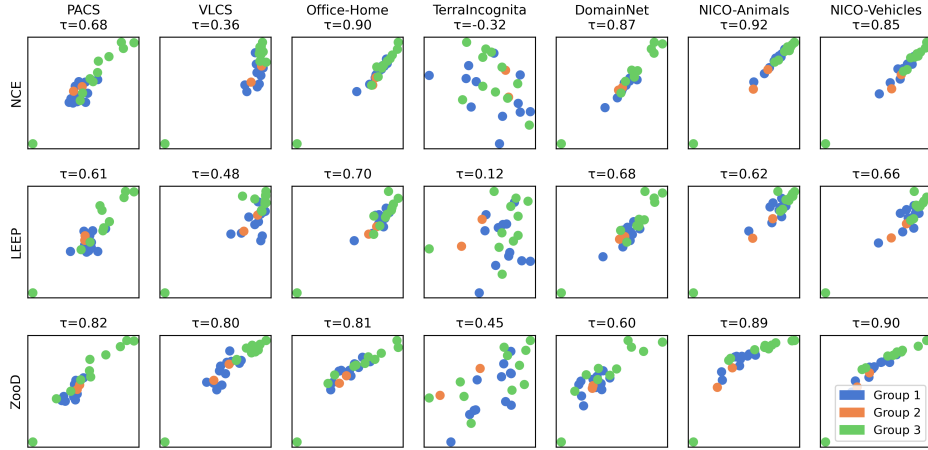 PACS VLCS Office-Home TerraIncognita DomainNet NICO-Animals NICO-Vehicles
τ=0.68 τ=0.36 τ=0.90 τ=-0.32 τ=0.87 τ=0.92 τ=0.85
NCE
τ=0.61 τ=0.48 τ=0.70 τ=0.12 τ=0.68 τ=0.62 τ=0.66
LEEP
τ=0.82 τ=0.80 τ=0.81 τ=0.45 τ=0.60 τ=0.89 τ=0.90
ZooD
Group 1
Group 2
Group 3